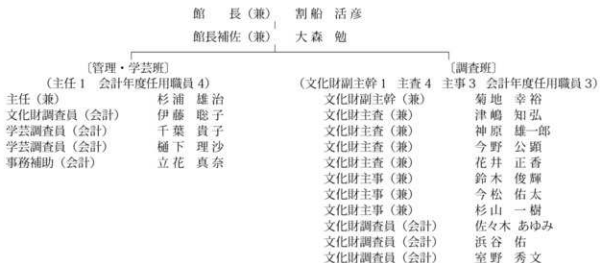 館　　長（兼）　割船　活彦
館長補佐（兼）　大森　勉
〔管理・学芸班〕
（主任1　会計年度任用職員4）
主任（兼）　杉浦　雄治
文化財調査員（会計）　伊藤　聡子
学芸調査員（会計）　千葉　貴子
学芸調査員（会計）　樋下　理沙
事務補助（会計）　立花　真奈
〔調査班〕
（文化財副主幹1　主査4　主事3　会計年度任用職員3）
文化財副主幹（兼）　菊地　幸裕
文化財主査（兼）　津嶋　知弘
文化財主査（兼）　神原　雄一郎
文化財主査（兼）　今野　公顕
文化財主査（兼）　花井　正香
文化財主事（兼）　鈴木　俊輝
文化財主事（兼）　今松　佑太
文化財主事（兼）　杉山　一樹
文化財調査員（会計）　佐々木　あゆみ
文化財調査員（会計）　浜谷　佑
文化財調査員（会計）　室野　秀文